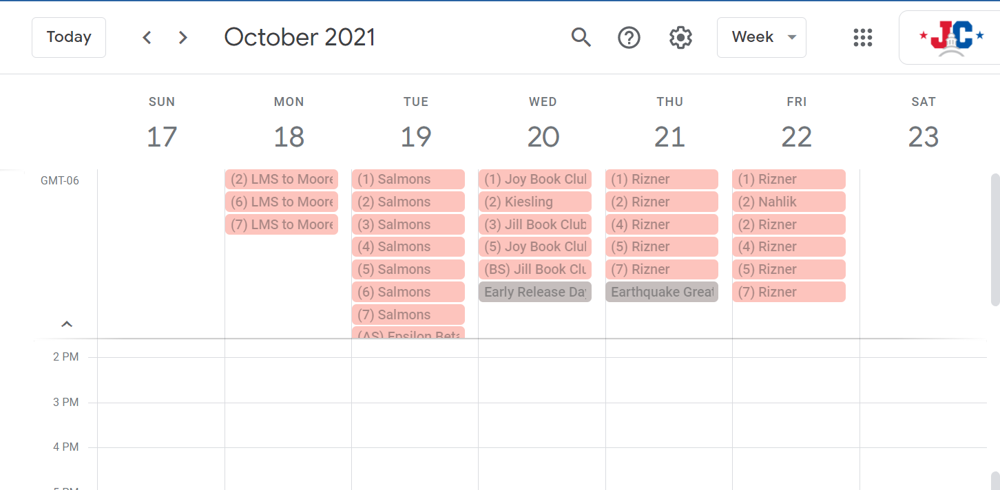 Today October 2021 Week JC
SUN MON TUE WED THU FRI SAT
17 18 19 20 21 22 23
GMT-06
(2) LMS to Moore
(6) LMS to Moore
(7) LMS to Moore
(1) Salmons
(2) Salmons
(3) Salmons
(4) Salmons
(5) Salmons
(6) Salmons
(7) Salmons
(AS) Epsilon Beta
(1) Joy Book Clul
(2) Kiesling
(3) Jill Book Club
(5) Joy Book Clul
(BS) Jill Book Clu
Early Release Day
(1) Rizner
(2) Rizner
(4) Rizner
(5) Rizner
(7) Rizner
Earthquake Great
(1) Rizner
(2) Nahlik
(2) Rizner
(4) Rizner
(5) Rizner
(7) Rizner
2 PM
3 PM
4 PM
5 PM